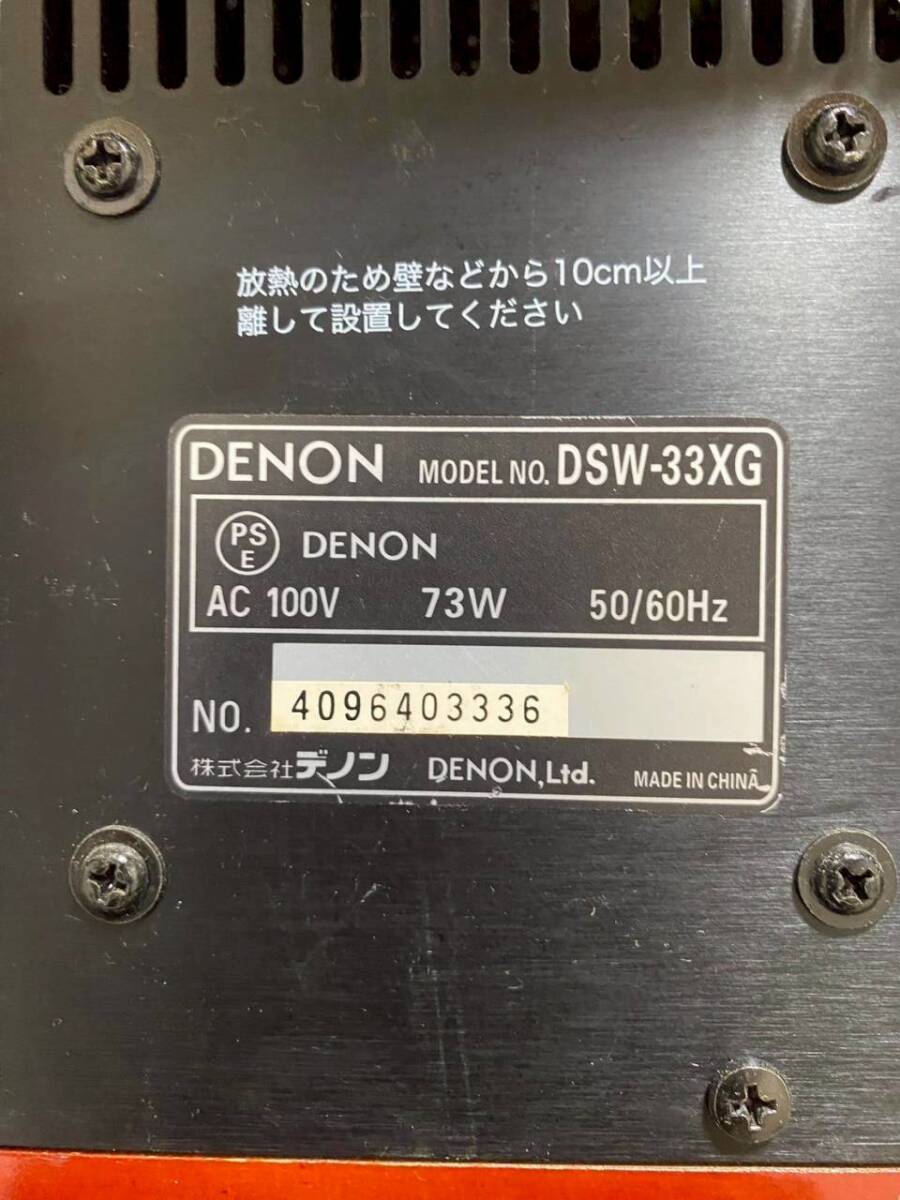 放熱のため壁などから10cm以上
離して設置してください
DENON MODEL NO. DSW-33XG
PSE DENON
AC 100V 73W 50/60Hz
NO. 4096403336
株式会社デノン DENON,Ltd. MADE IN CHINA